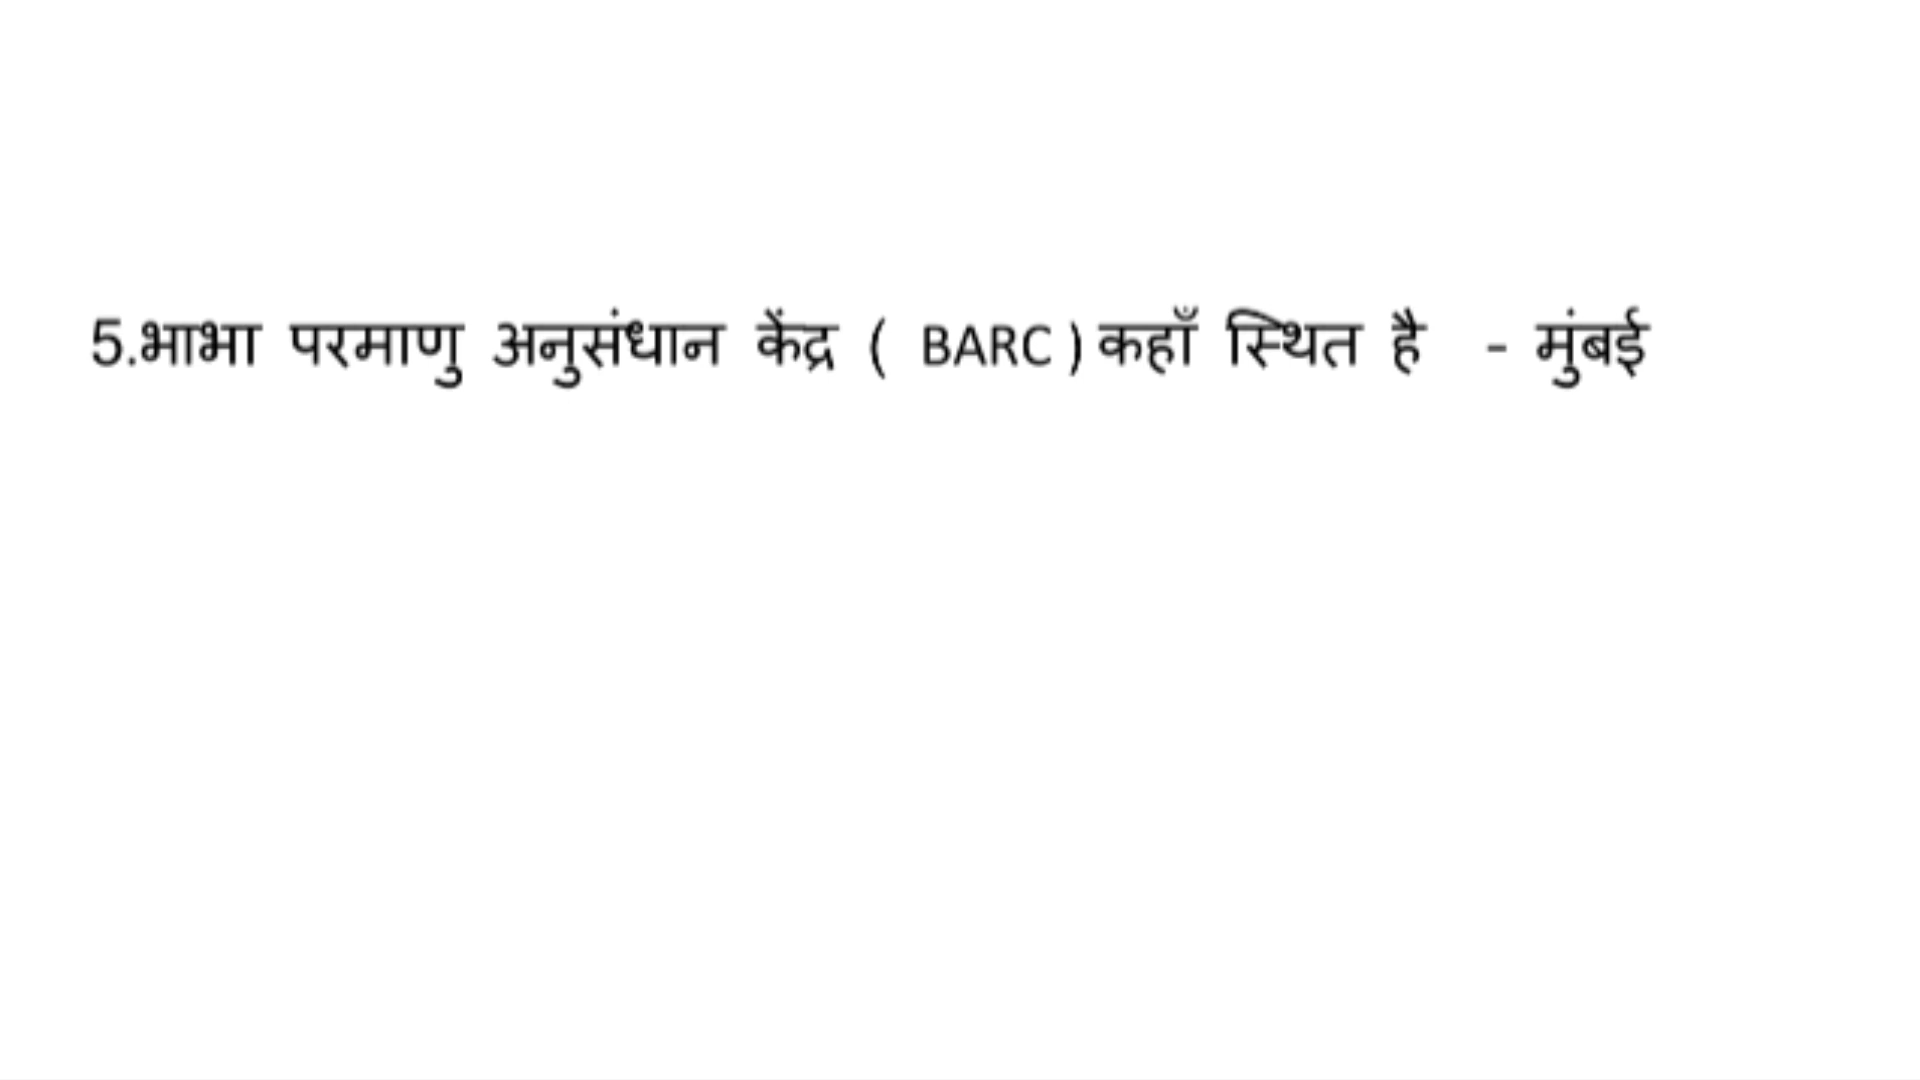 5.भाभा परमाणु अनुसंधान केंद्र ( BARC ) कहाँ स्थित है - मुंबई